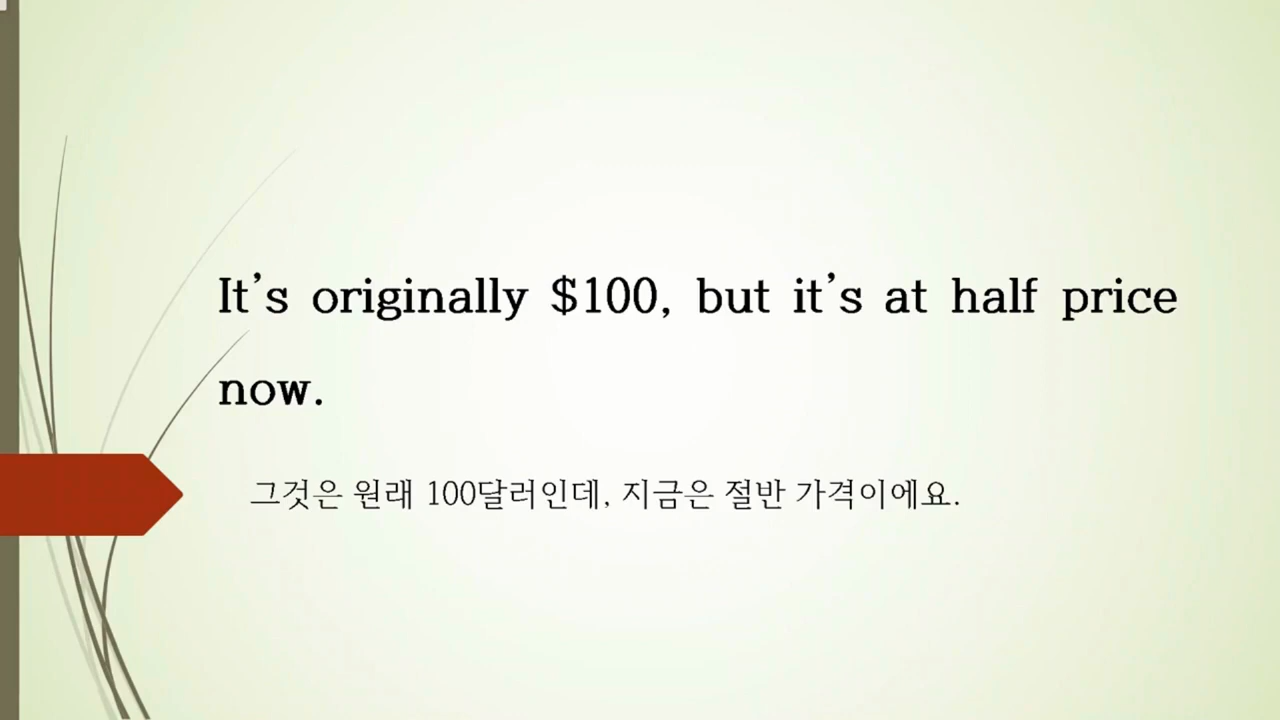 It's originally $100, but it's at half price
now.
그것은 원래 100달러인데, 지금은 절반 가격이에요.